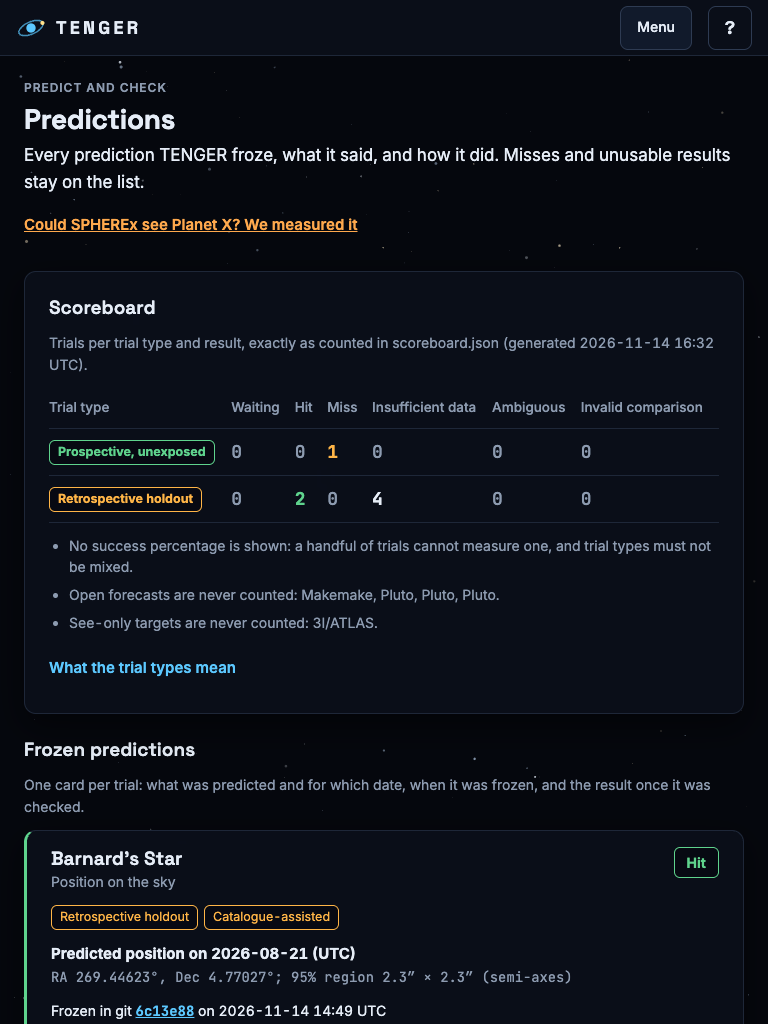 TENGER
Menu
?
PREDICT AND CHECK
Predictions
Every prediction TENGER froze, what it said, and how it did. Misses and unusable results
stay on the list.
Could SPHEREx see Planet X? We measured it
Scoreboard
Trials per trial type and result, exactly as counted in scoreboard.json (generated 2026-11-14 16:32
UTC).
Trial type Waiting Hit Miss Insufficient data Ambiguous Invalid comparison
Prospective, unexposed 0 0 1 0 0 0
Retrospective holdout 0 2 0 4 0 0
• No success percentage is shown: a handful of trials cannot measure one, and trial types must not
be mixed.
• Open forecasts are never counted: Makemake, Pluto, Pluto, Pluto.
• See-only targets are never counted: 3I/ATLAS.
What the trial types mean
Frozen predictions
One card per trial: what was predicted and for which date, when it was frozen, and the result once it was
checked.
Barnard’s Star
Hit
Position on the sky
Retrospective holdout Catalogue-assisted
Predicted position on 2026-08-21 (UTC)
RA 269.44623°, Dec 4.77027°; 95% region 2.3″ × 2.3″ (semi-axes)
Frozen in git 6c13e88 on 2026-11-14 14:49 UTC